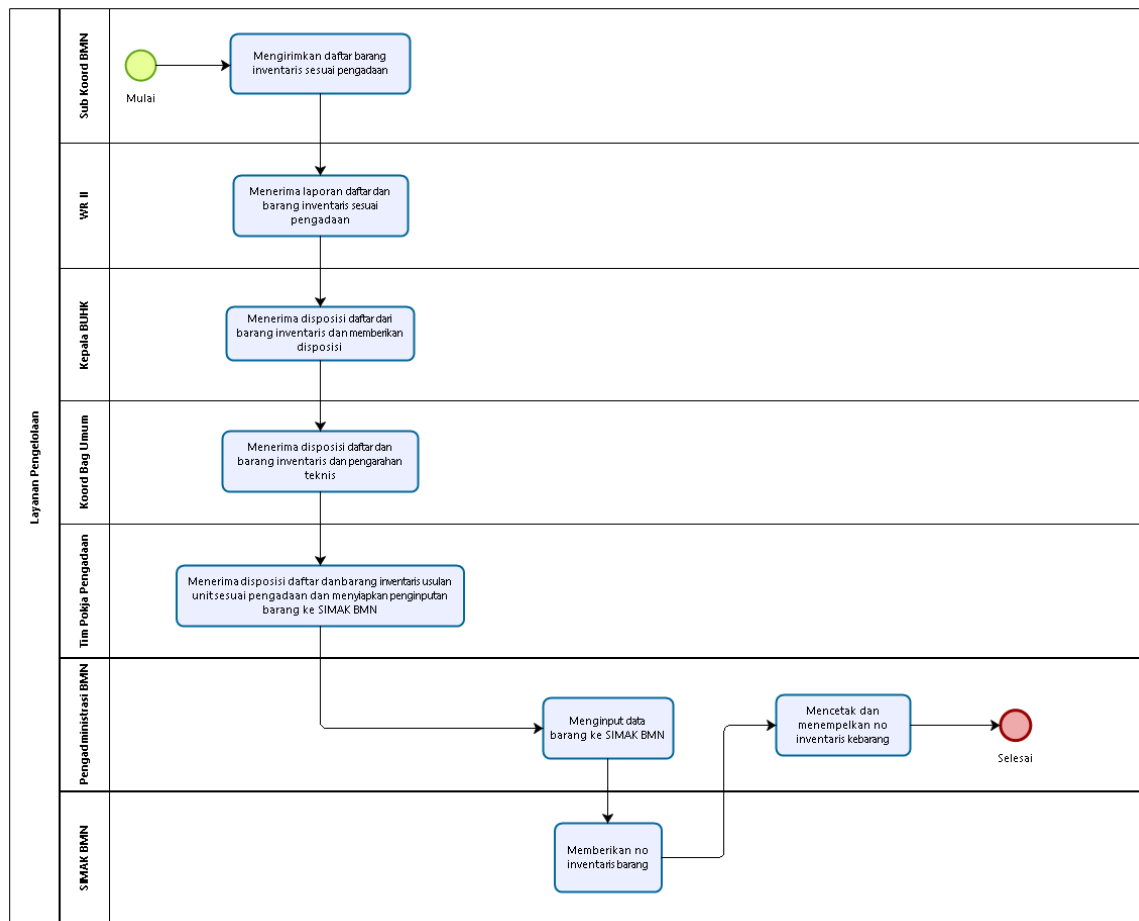 Layanan Pengelolaan
Sub Koord BMN
Mulai
Mengirimkan daftar barang
inventaris sesuai pengadaan
WR II
Menerima laporan daftar dan
barang inventaris sesuai
pengadaan
Kepala BUHK
Menerima disposisi daftar dari
barang inventaris dan memberikan
disposisi
Koord Bag Umum
Menerima disposisi daftar dan
barang inventaris dan pengarahan
teknis
Tim Pokja Pengadaan
Menerima disposisi daftar danbarang inventaris usulan
unit sesuai pengadaan dan menyiapkan penginputan
barang ke SIMAK BMN
Pengadministrasi BMN
Menginput data
barang ke SIMAK BMN
Mencetak dan
menempelkan no
inventaris kebarang
Selesai
SIMAK BMN
Memberikan no
inventaris barang